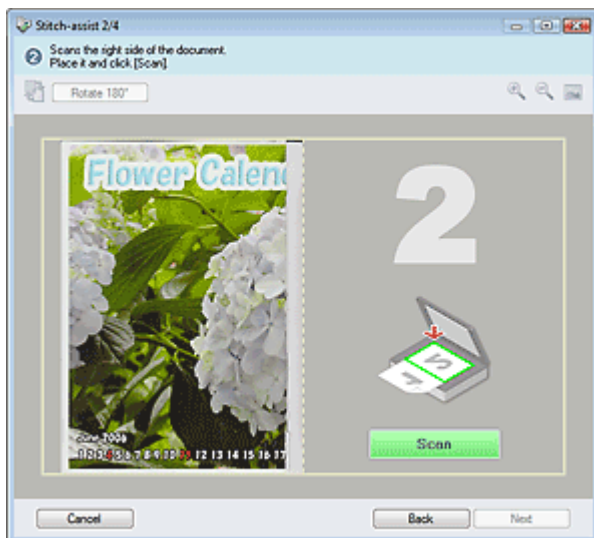 Stitch-assist 2/4
2 Scans the right side of the document.
Place it and click [Scan]
Rotate 180°
Flower Calen
2
June 2006
1 2 3 4 5 6 7 8 9 10 11 12 13 14 15 16 17
Scan
Cancel
Back
Next